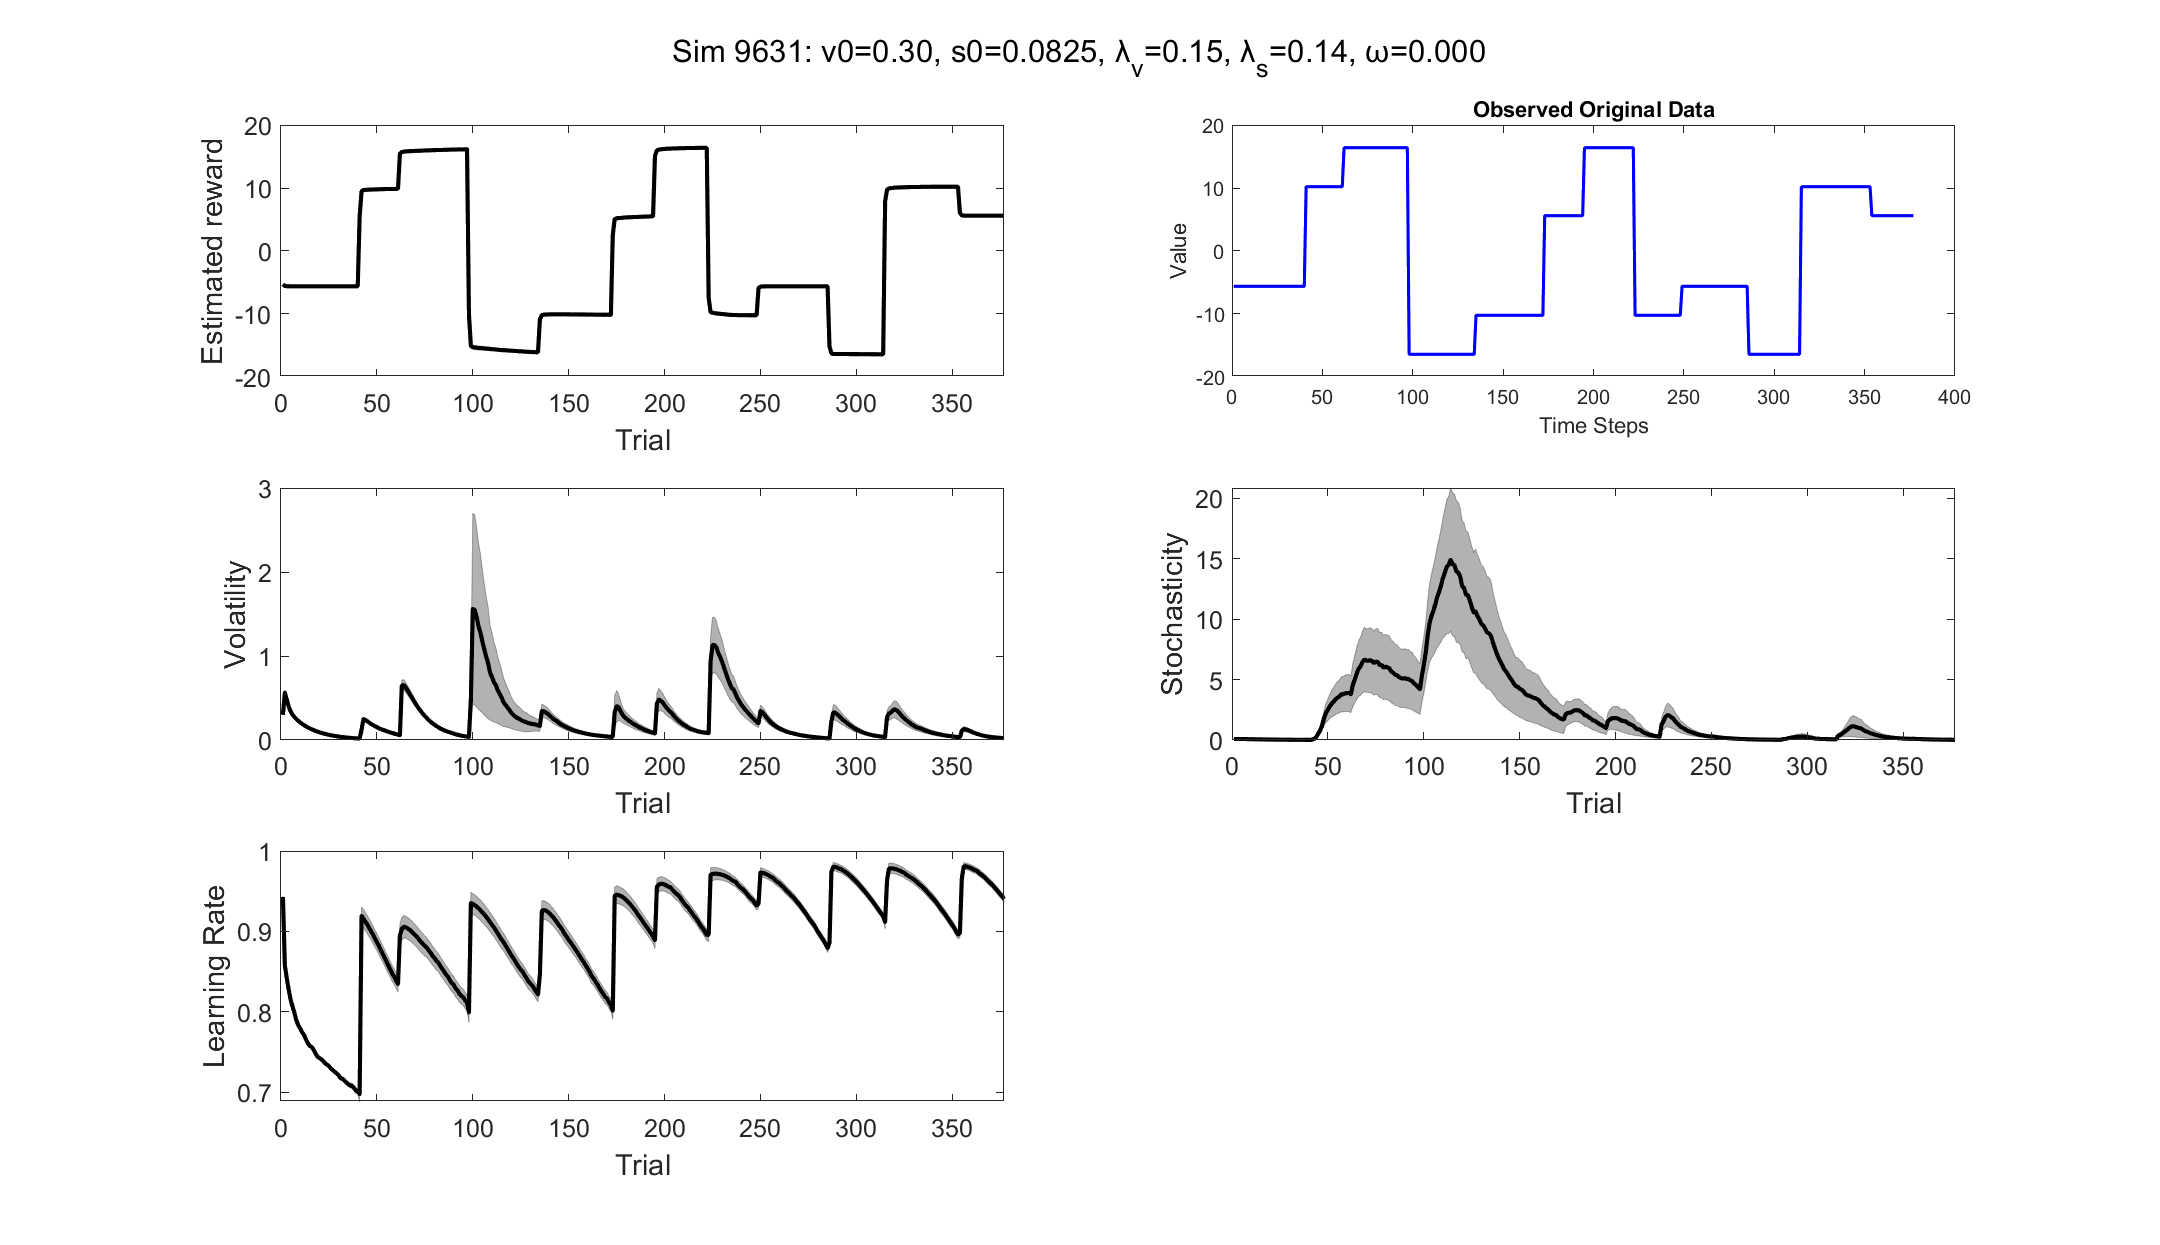 Sim 9631: v0=0.30, s0=0.0825, λ_v=0.15, λ_s=0.14, ω=0.000
20
10
0
-10
-20
Estimated reward
0 50 100 150 200 250 300 350
Trial
Observed Original Data
20
10
0
-10
-20
Value
0 50 100 150 200 250 300 350 400
Time Steps
3
2
1
0
Volatility
0 50 100 150 200 250 300 350
Trial
20
15
10
5
0
Stochasticity
0 50 100 150 200 250 300 350
Trial
1
0.9
0.8
0.7
Learning Rate
0 50 100 150 200 250 300 350
Trial